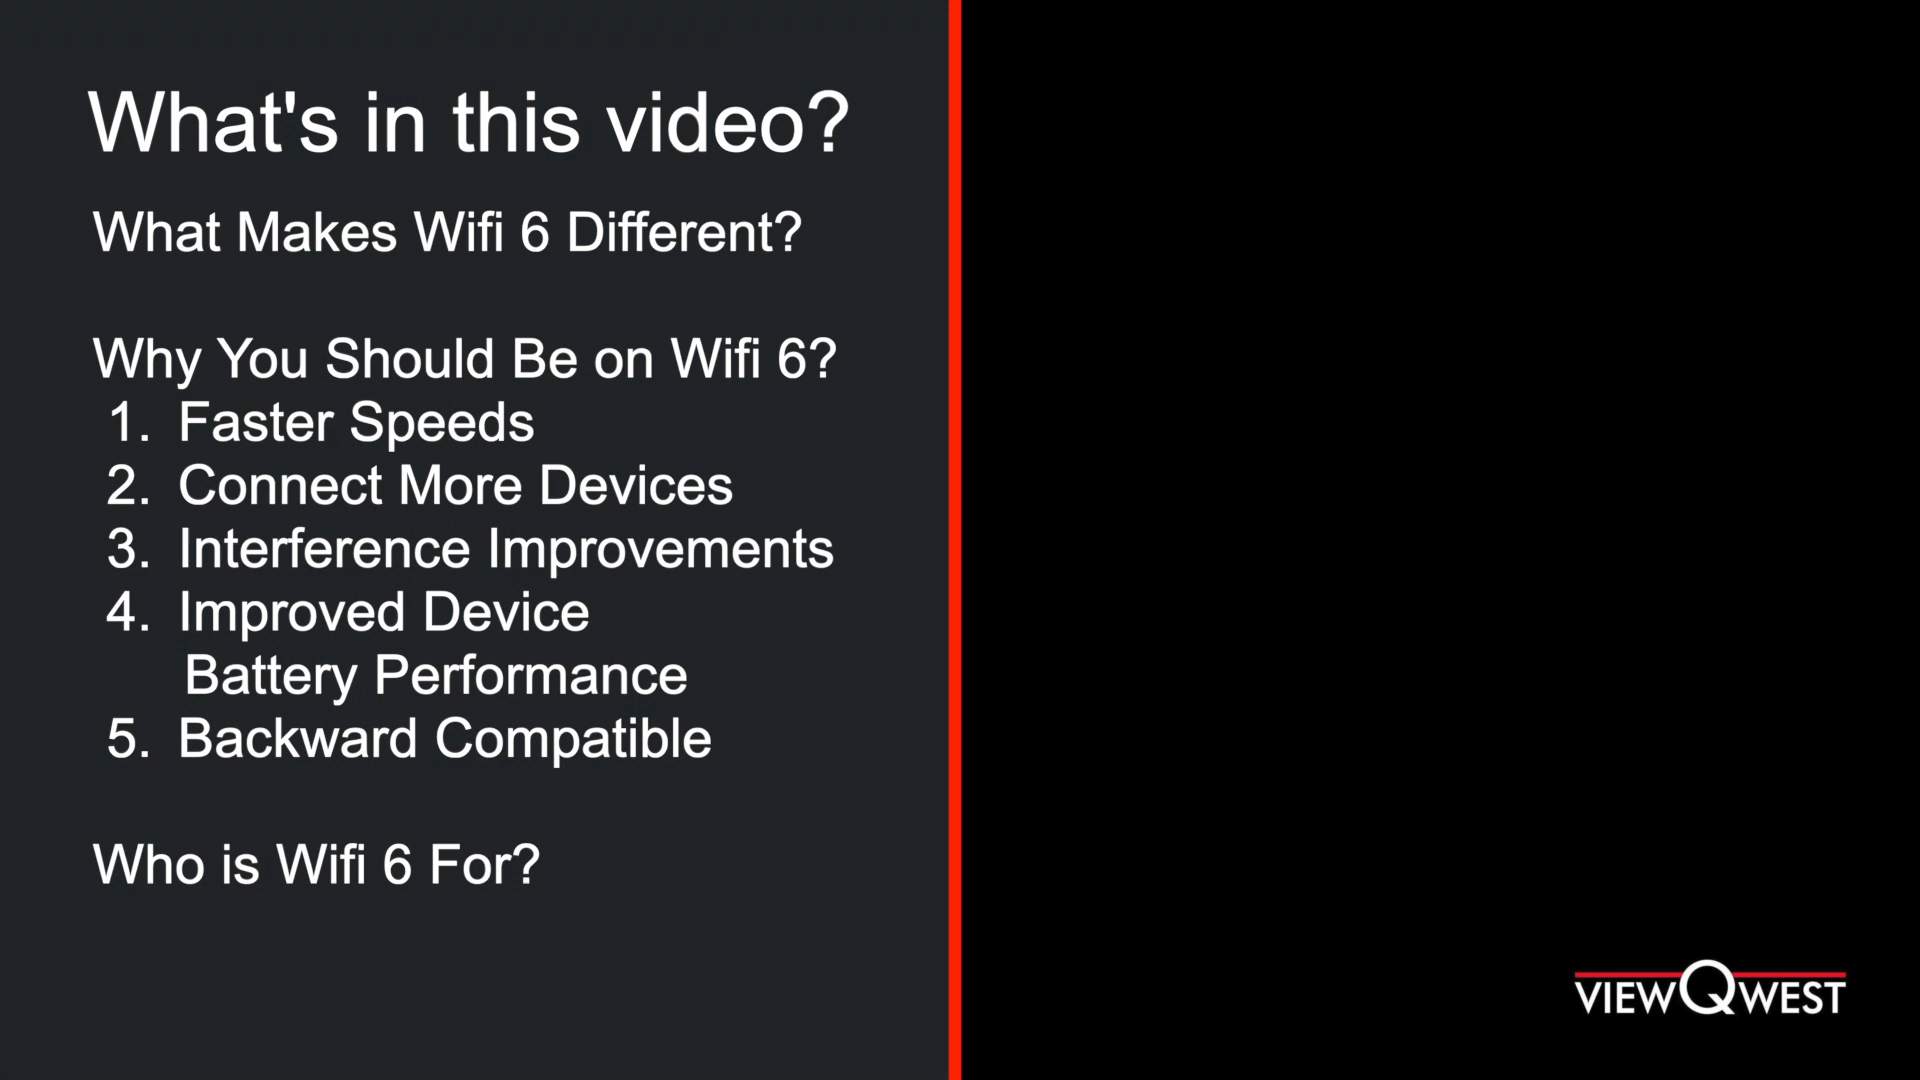 What's in this video?
What Makes Wifi 6 Different?
Why You Should Be on Wifi 6?
1. Faster Speeds
2. Connect More Devices
3. Interference Improvements
4. Improved Device
Battery Performance
5. Backward Compatible
Who is Wifi 6 For?
VIEWQWEST